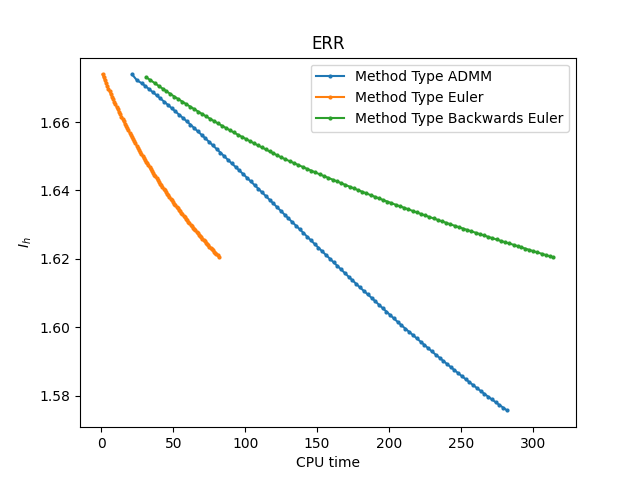 ERR
Method Type ADMM
Method Type Euler
Method Type Backwards Euler
1.66
1.64
1.62
1.60
1.58
I_h
0 50 100 150 200 250 300
CPU time